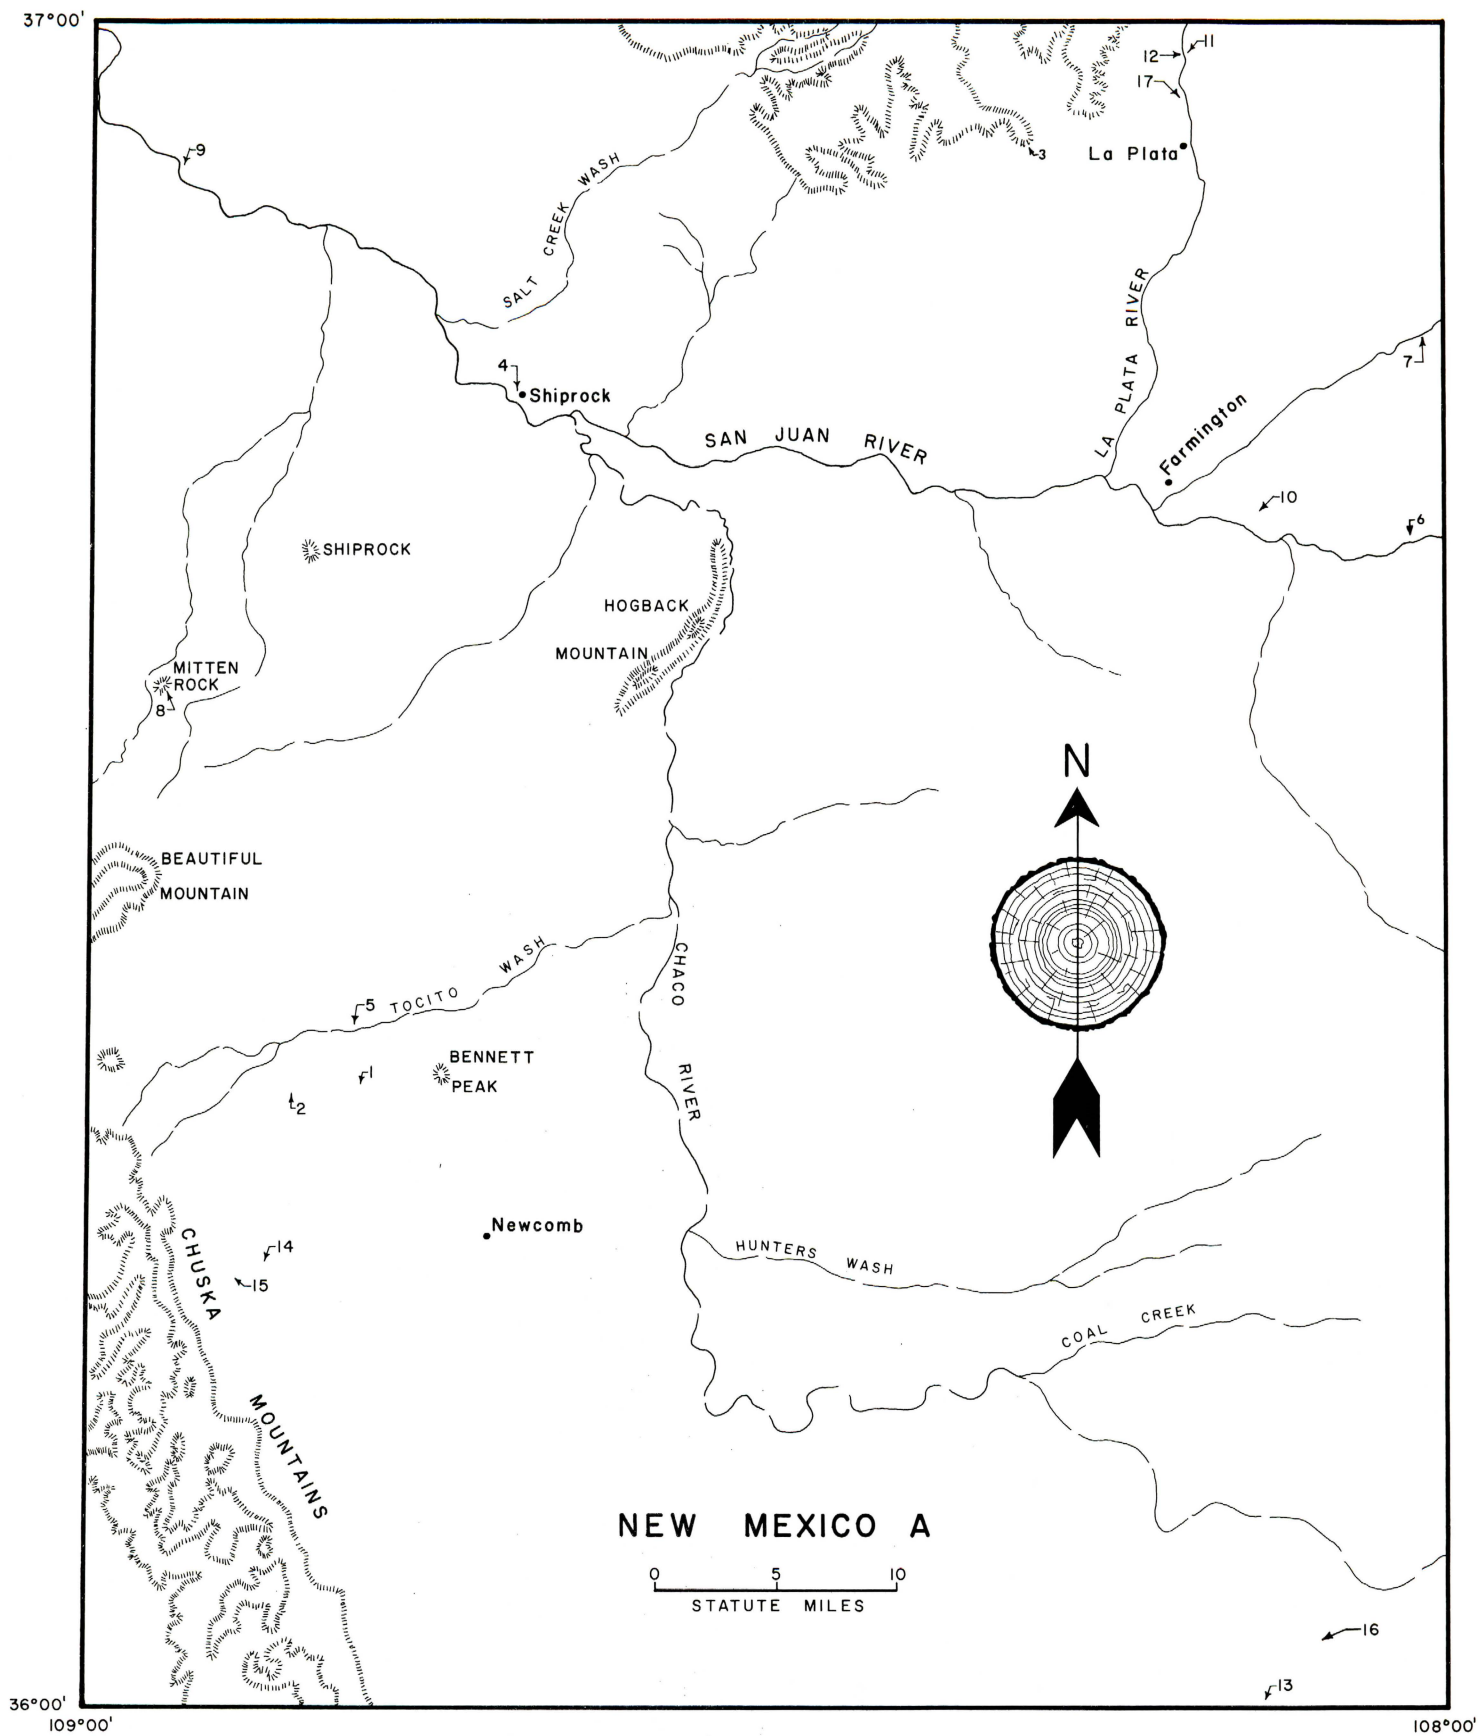 37°00'
11
12
17
9
3
La Plata
SALT CREEK WASH
LA PLATA RIVER
7
4
Shiprock
SAN JUAN RIVER
Farmington
10
6
SHIPROCK
HOGBACK
MOUNTAIN
MITTEN
ROCK
8
N
BEAUTIFUL
MOUNTAIN
TOCITO WASH
CHACO RIVER
5
BENNETT
PEAK
1
2
Newcomb
HUNTERS WASH
14
15
CHUSKA MOUNTAINS
COAL CREEK
NEW MEXICO A
0 5 10
STATUTE MILES
16
13
36°00'
109°00'
108°00'